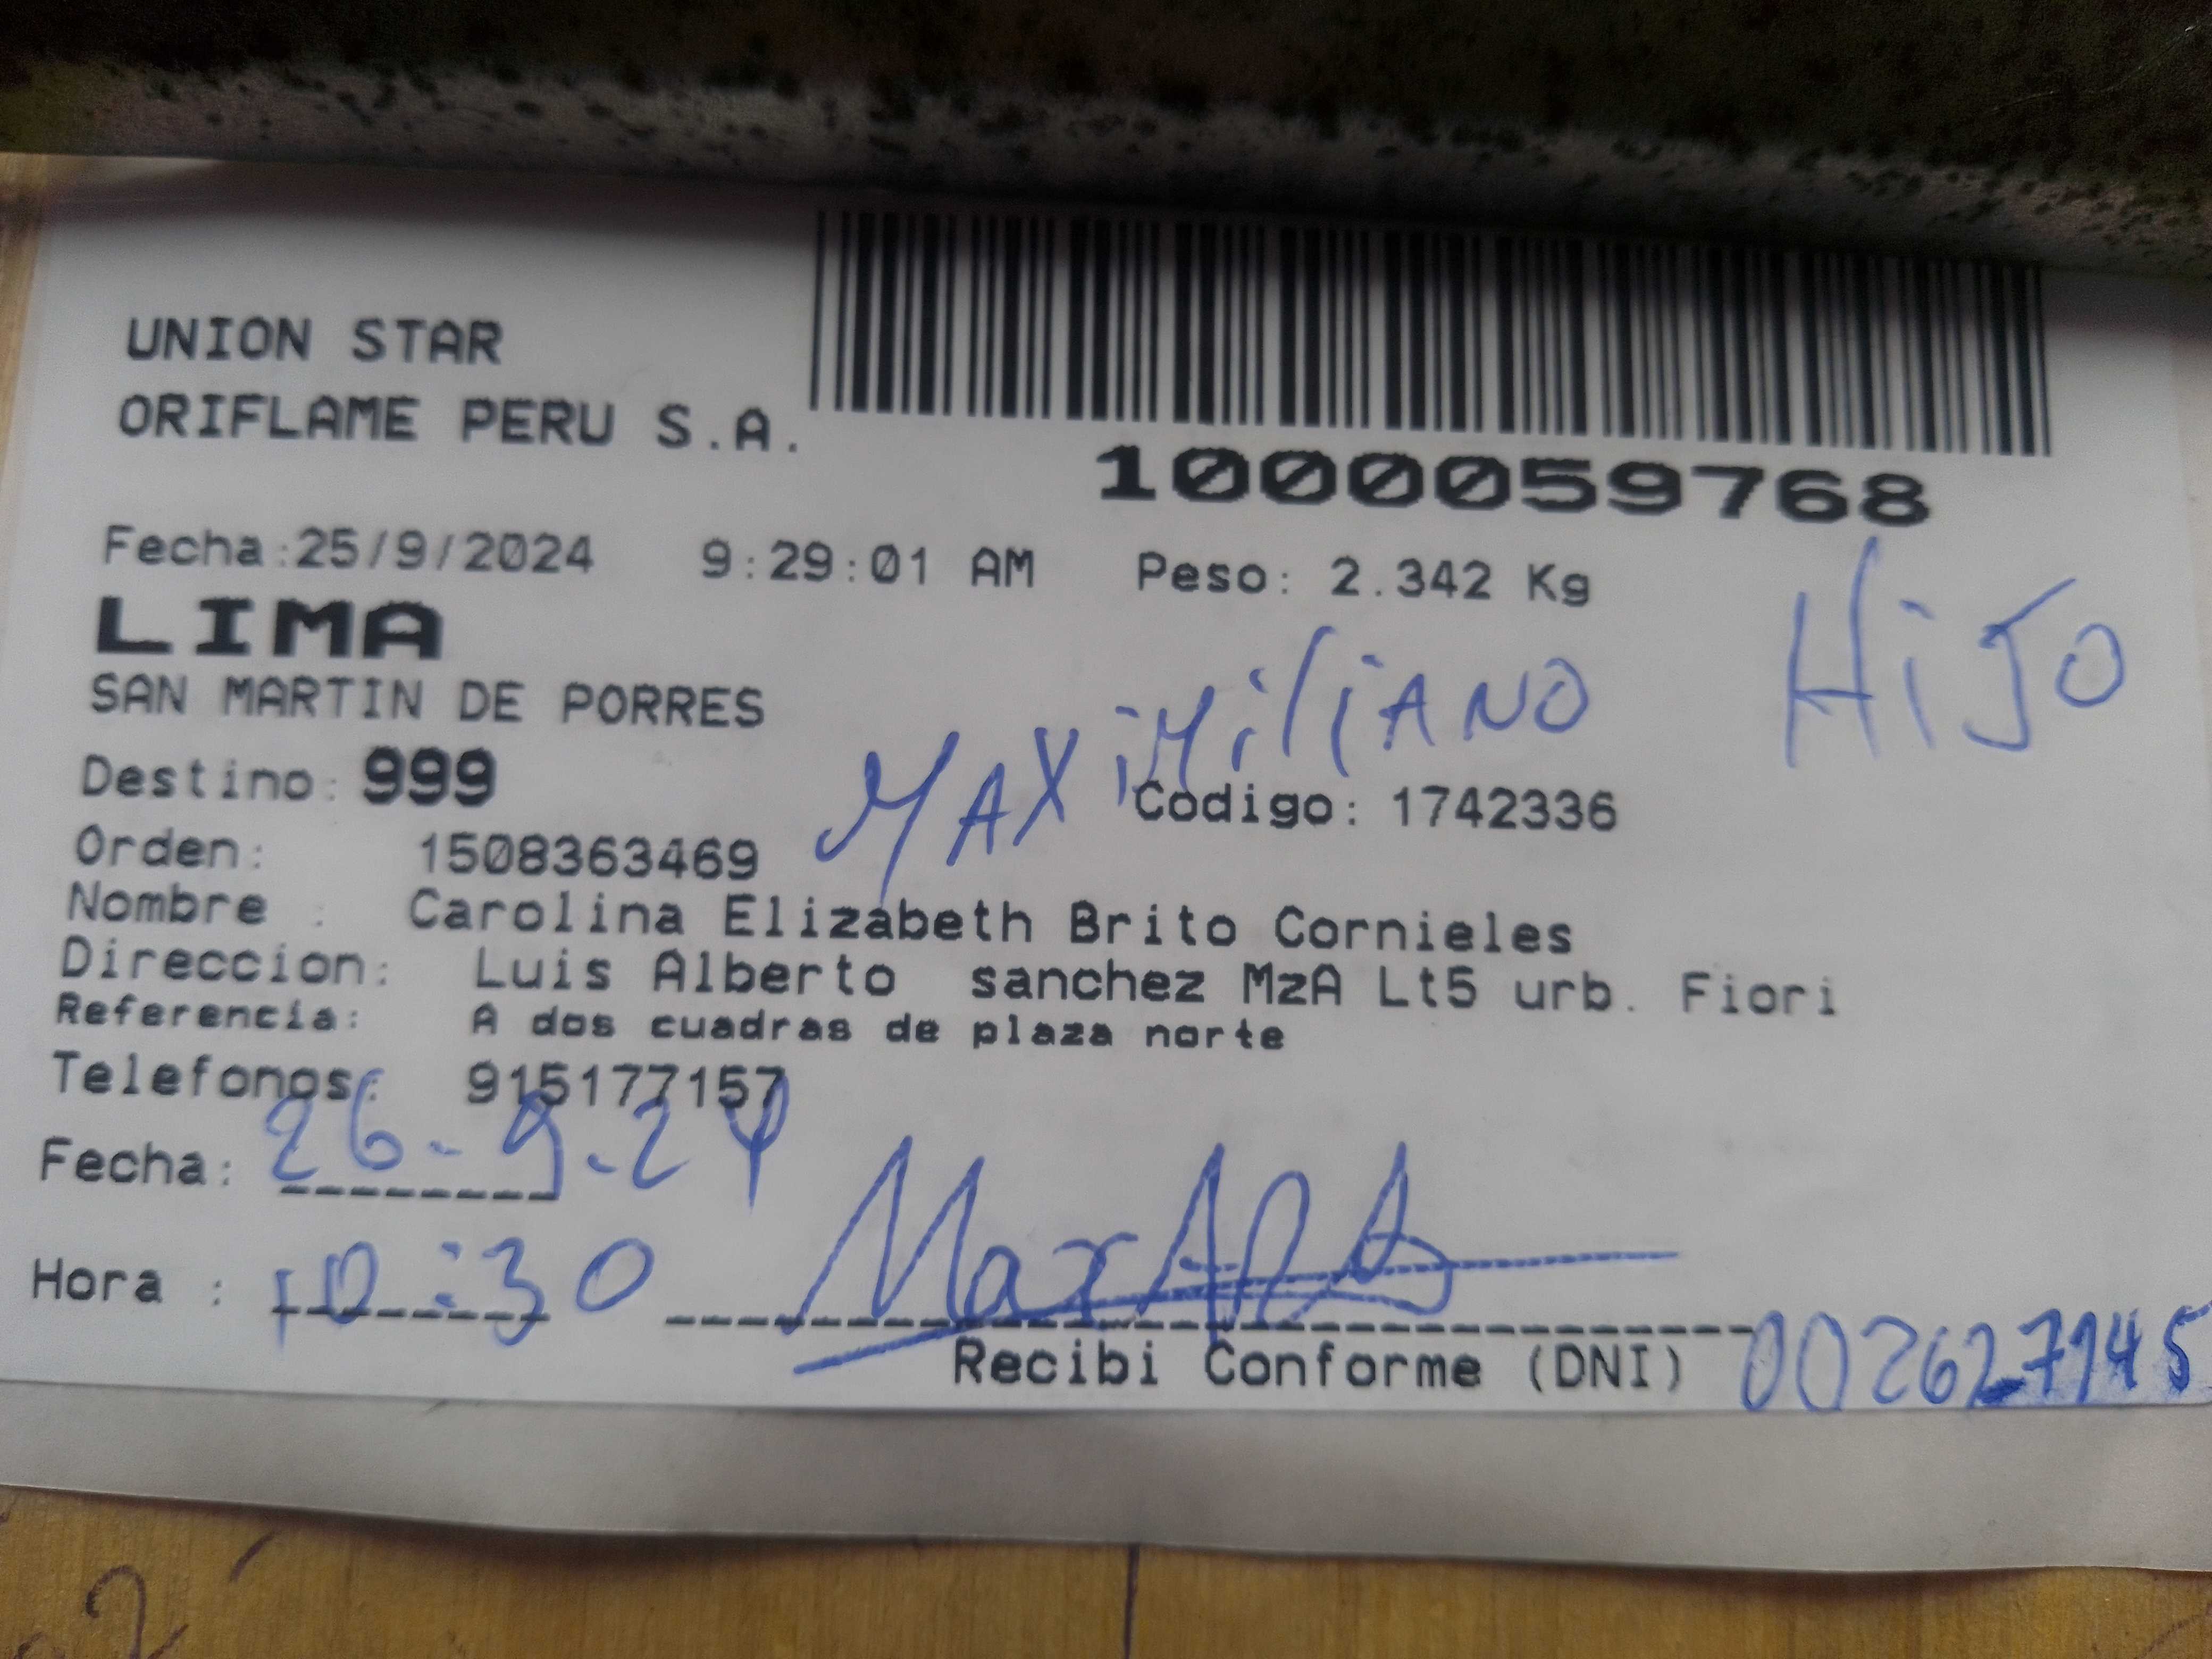 UNION STAR
ORIFLAME PERU S.A.
1000059768
Fecha:25/9/2024 9:29:01 AM Peso: 2.342 Kg
LIMA
HiJO
SAN MARTIN DE PORRES
MAXiMiliANO
Destino: 999
Codigo: 1742336
Orden: 1508363469
Nombre : Carolina Elizabeth Brito Cornieles
Direccion: Luis Alberto sanchez MzA Lt5 urb. Fiori
Referencia: A dos cuadras de plaza norte
Telefonos: 915177157
Fecha: 26-9-24
Hora : 10:30
Recibi Conforme (DNI) 002627145